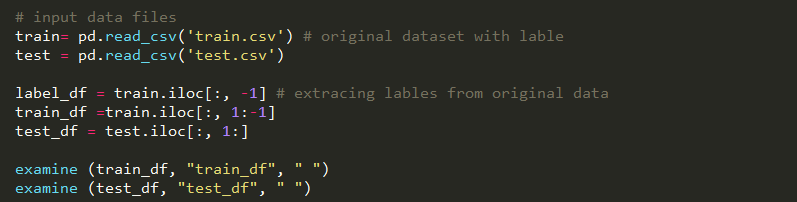 # input data files
train= pd.read_csv('train.csv') # original dataset with lable
test = pd.read_csv('test.csv')
label_df = train.iloc[:, -1] # extracing lables from original data
train_df =train.iloc[:, 1:-1]
test_df = test.iloc[:, 1:]
examine (train_df, "train_df", " ")
examine (test_df, "test_df", " ")